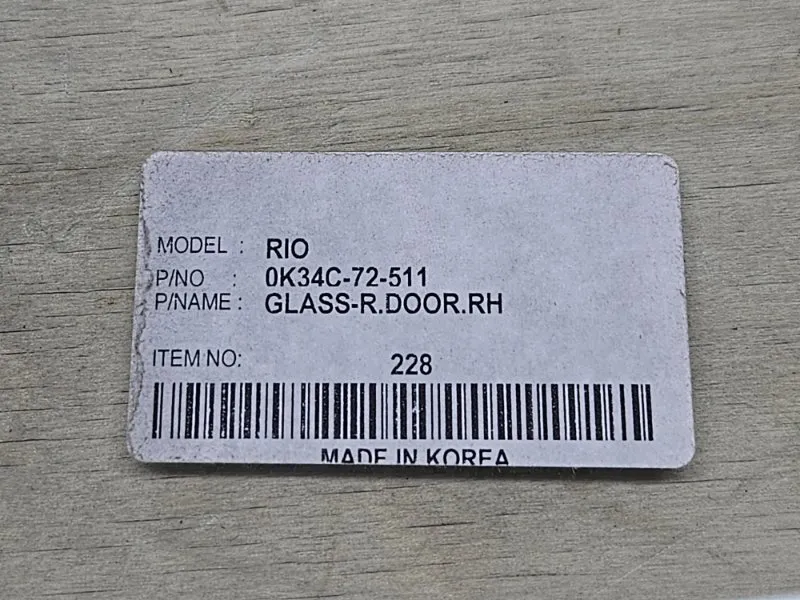 MODEL : RIO
P/NO : 0K34C-72-511
P/NAME : GLASS-R.DOOR.RH
ITEM NO: 228
MADE IN KOREA